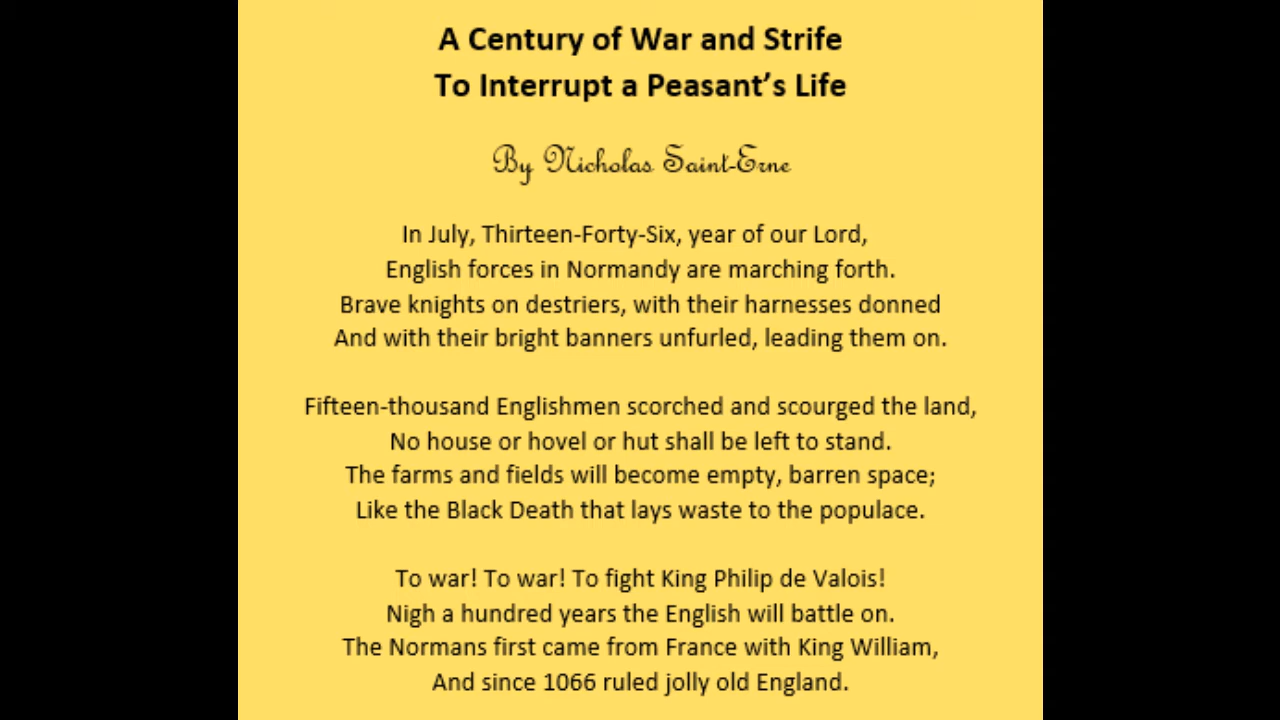 A Century of War and Strife
To Interrupt a Peasant’s Life
By Nicholas Saint-Erne
In July, Thirteen-Forty-Six, year of our Lord,
English forces in Normandy are marching forth.
Brave knights on destriers, with their harnesses donned
And with their bright banners unfurled, leading them on.
Fifteen-thousand Englishmen scorched and scourged the land,
No house or hovel or hut shall be left to stand.
The farms and fields will become empty, barren space;
Like the Black Death that lays waste to the populace.
To war! To war! To fight King Philip de Valois!
Nigh a hundred years the English will battle on.
The Normans first came from France with King William,
And since 1066 ruled jolly old England.